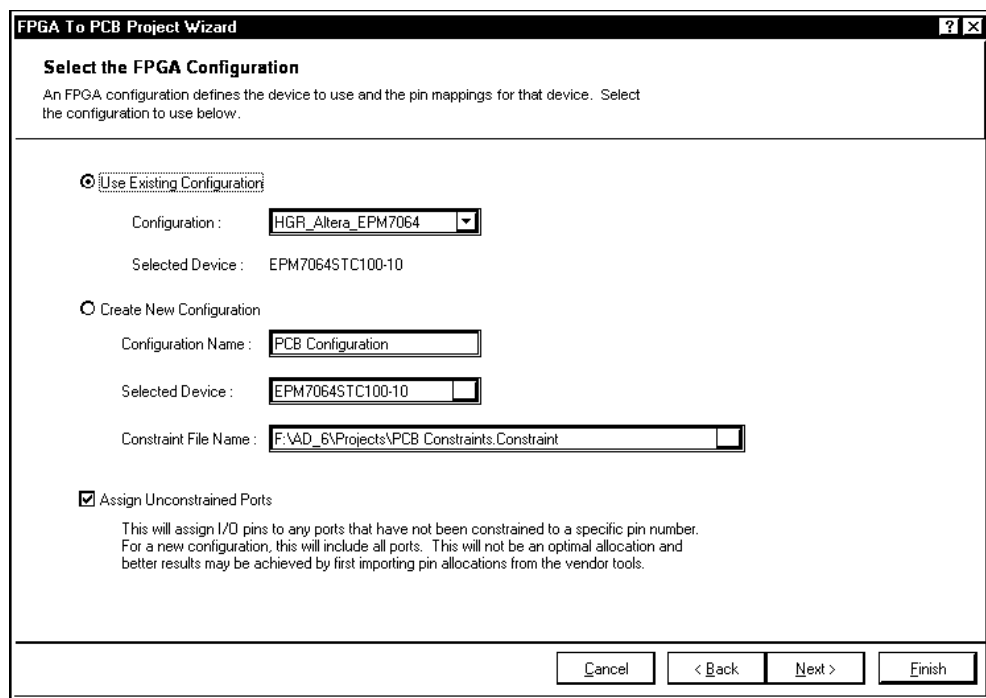 FPGA To PCB Project Wizard
Select the FPGA Configuration
An FPGA configuration defines the device to use and the pin mappings for that device. Select
the configuration to use below.
Use Existing Configuration
Configuration : HGR_Altera_EPM7064
Selected Device : EPM7064STC100-10
Create New Configuration
Configuration Name : PCB Configuration
Selected Device : EPM7064STC100-10
Constraint File Name : F:\AD_6\Projects\PCB Constraints.Constraint
Assign Unconstrained Ports
This will assign I/O pins to any ports that have not been constrained to a specific pin number.
For a new configuration, this will include all ports. This will not be an optimal allocation and
better results may be achieved by first importing pin allocations from the vendor tools.
Cancel < Back Next > Finish